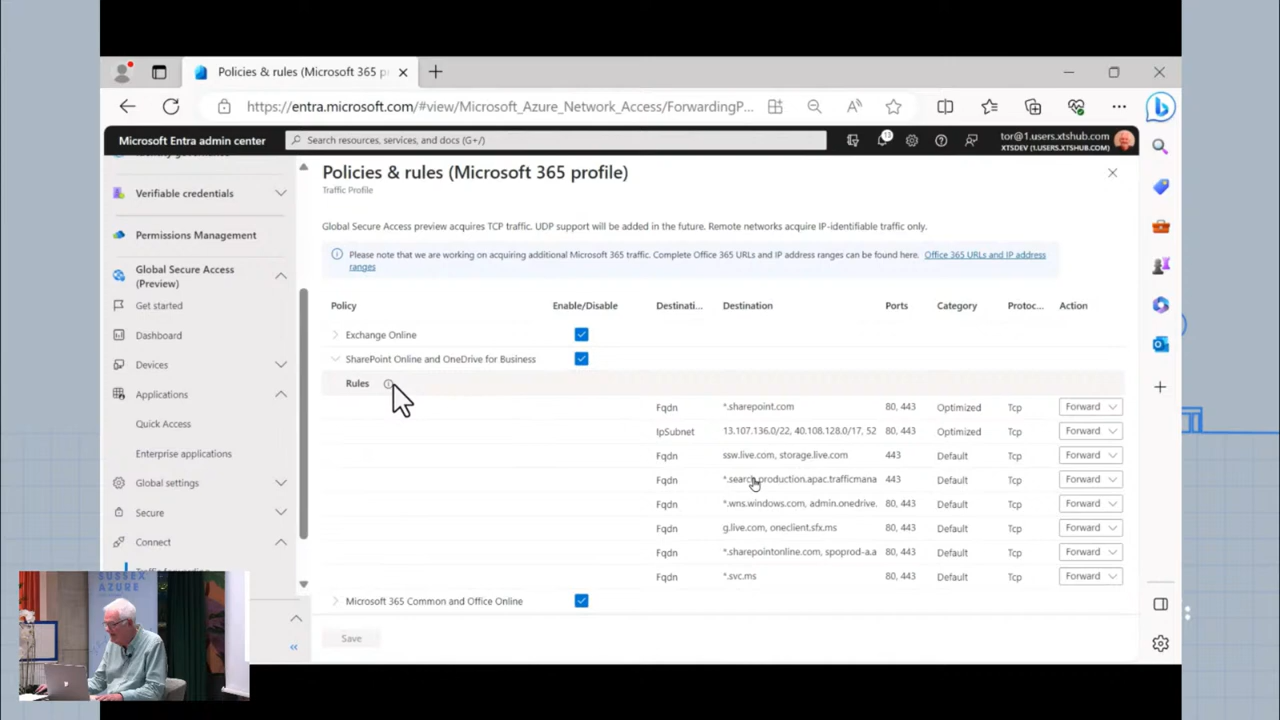 Policies & rules (Microsoft 365 p
https://entra.microsoft.com/#view/Microsoft_Azure_Network_Access/ForwardingP...
Microsoft Entra admin center
Search resources, services, and docs (G+/)
tor@1.users.xtshub.com
XTSDEV (1.USERS.XTSHUB.COM)
Verifiable credentials
Permissions Management
Global Secure Access
(Preview)
Get started
Dashboard
Devices
Applications
Quick Access
Enterprise applications
Global settings
Secure
Connect
Policies & rules (Microsoft 365 profile)
Traffic Profile
Global Secure Access preview acquires TCP traffic. UDP support will be added in the future. Remote networks acquire IP-identifiable traffic only.
Please note that we are working on acquiring additional Microsoft 365 traffic. Complete Office 365 URLs and IP address ranges can be found here. Office 365 URLs and IP address
ranges
Policy Enable/Disable Destinati... Destination Ports Category Protoc... Action
Exchange Online
SharePoint Online and OneDrive for Business
Rules
Fqdn *.sharepoint.com 80, 443 Optimized Tcp Forward
IpSubnet 13.107.136.0/22, 40.108.128.0/17, 52 80, 443 Optimized Tcp Forward
Fqdn ssw.live.com, storage.live.com 443 Default Tcp Forward
Fqdn *.search.production.apac.trafficmana 443 Default Tcp Forward
Fqdn *.wns.windows.com, admin.onedrive. 80, 443 Default Tcp Forward
Fqdn g.live.com, oneclient.sfx.ms 80, 443 Default Tcp Forward
Fqdn *.sharepointonline.com, spoprod-a.a 80, 443 Default Tcp Forward
Fqdn *.svc.ms 80, 443 Default Tcp Forward
Microsoft 365 Common and Office Online
Save
SUSSEX
AZURE